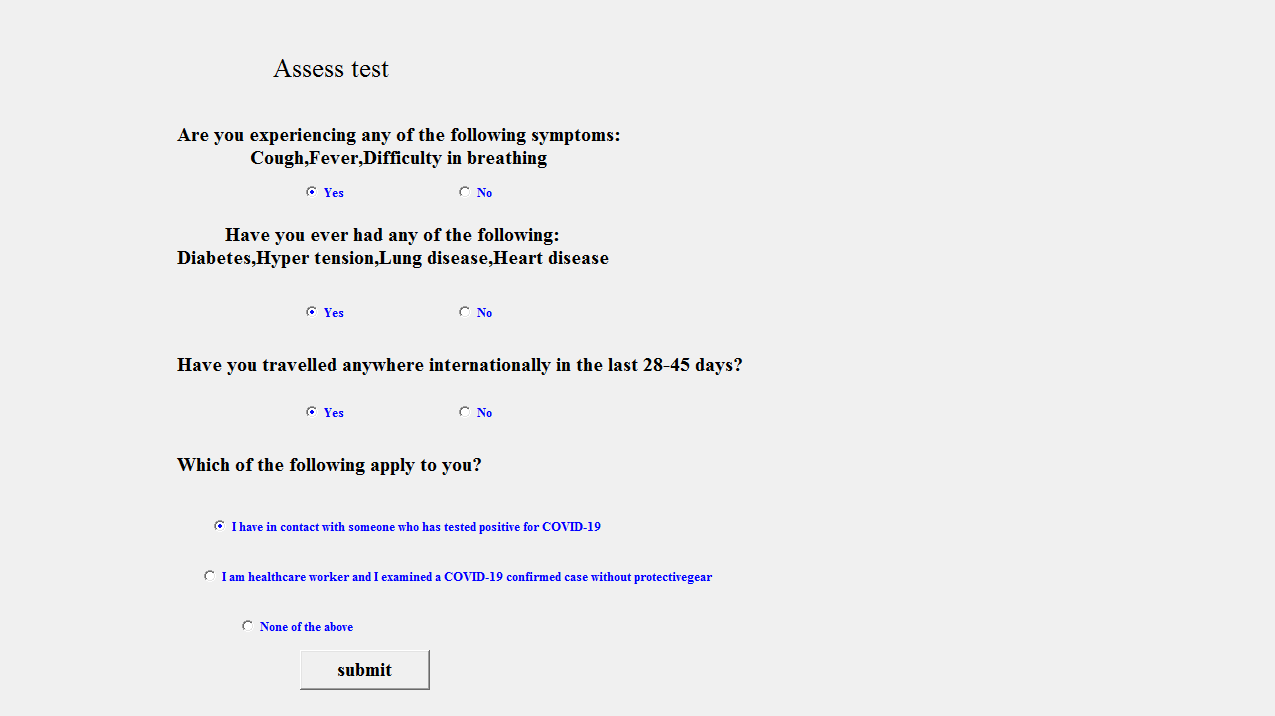 Assess test
Are you experiencing any of the following symptoms:
Cough,Fever,Difficulty in breathing
Yes No
Have you ever had any of the following:
Diabetes,Hyper tension,Lung disease,Heart disease
Yes No
Have you travelled anywhere internationally in the last 28-45 days?
Yes No
Which of the following apply to you?
I have in contact with someone who has tested positive for COVID-19
I am healthcare worker and I examined a COVID-19 confirmed case without protectivegear
None of the above
submit